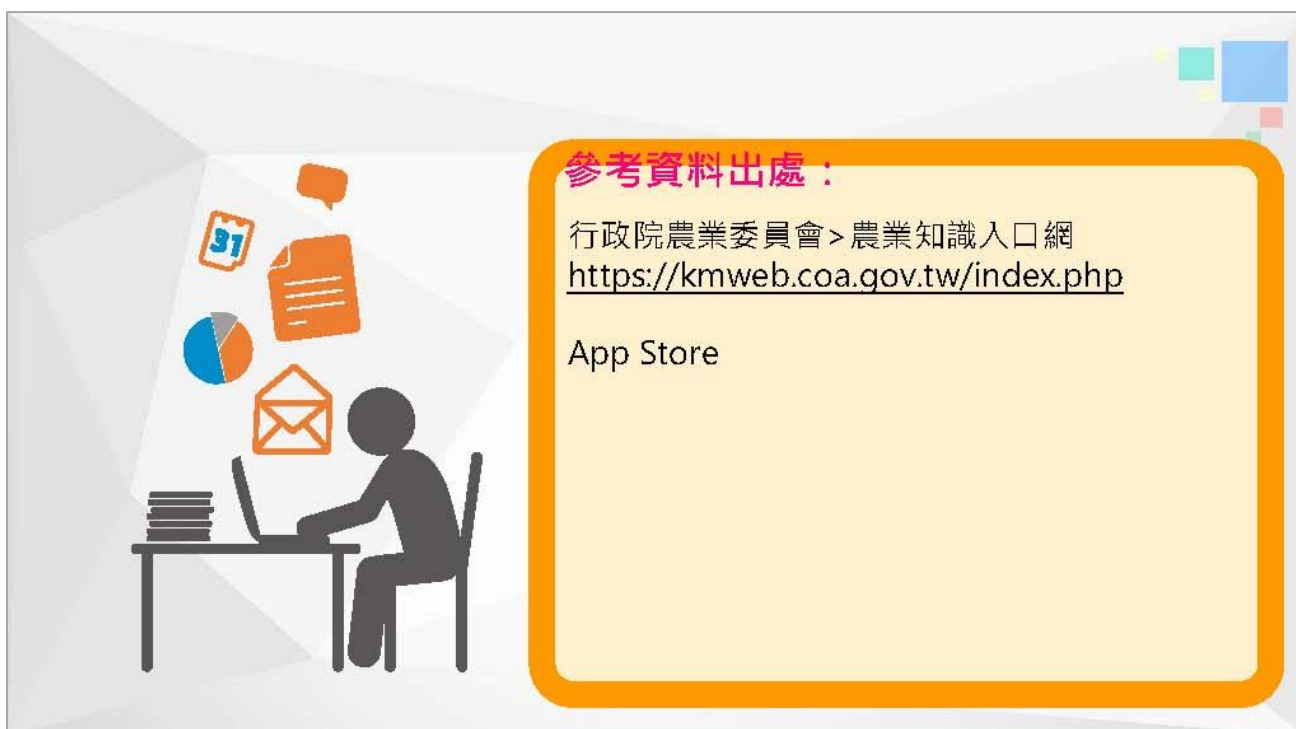 31
參考資料出處：
行政院農業委員會>農業知識入口網
https://kmweb.coa.gov.tw/index.php
App Store